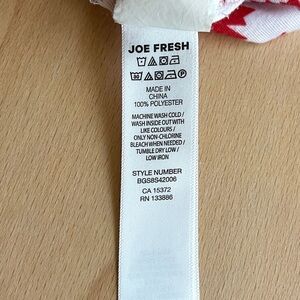 JOE FRESH
MADE IN
CHINA
100% POLYESTER
MACHINE WASH COLD /
WASH INSIDE OUT WITH
LIKE COLOURS /
ONLY NON-CHLORINE
BLEACH WHEN NEEDED /
TUMBLE DRY LOW /
LOW IRON
STYLE NUMBER
BGS8S42006
CA 15372
RN 133886